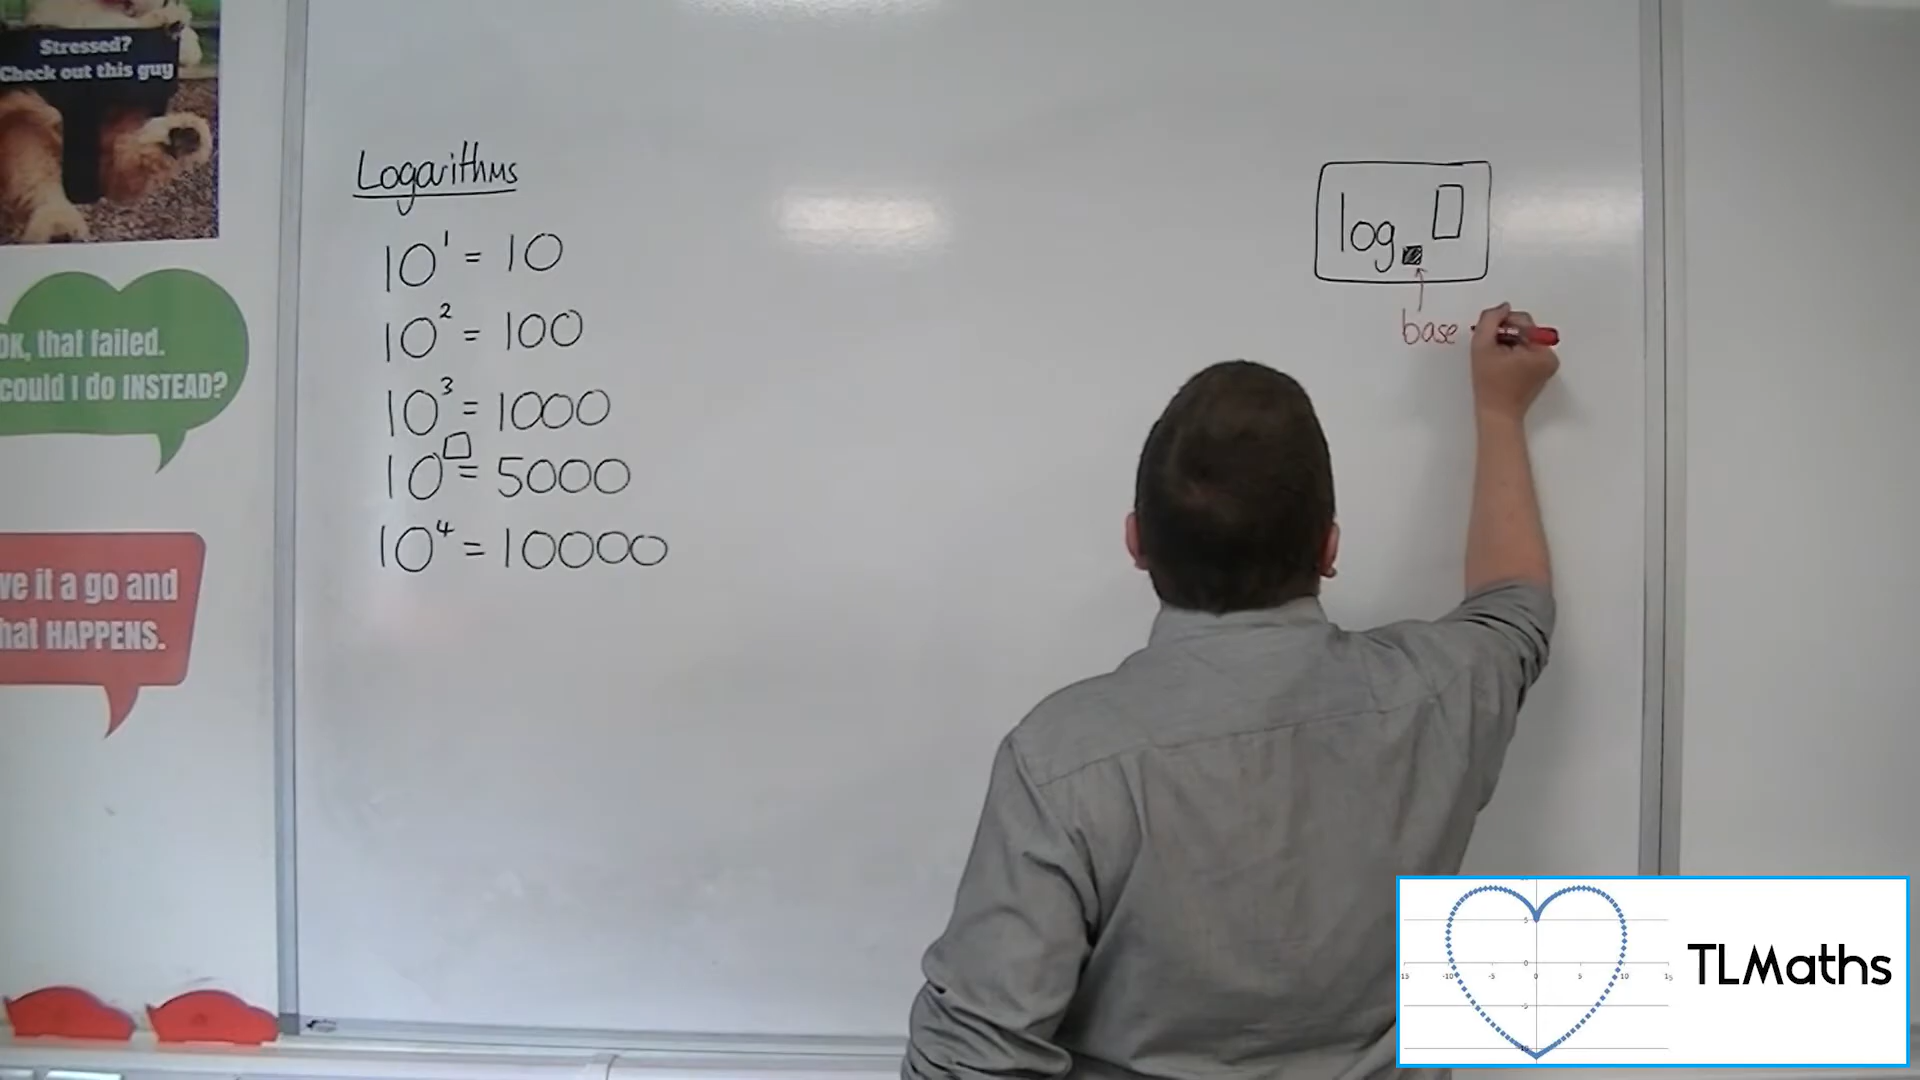 Stressed?
Check out this guy
Logarithms
10¹ = 10
10² = 100
10³ = 1000
10□ = 5000
10⁴ = 10000
log■□
base
OK, that failed.
could I do INSTEAD?
ve it a go and
hat HAPPENS.
TLMaths